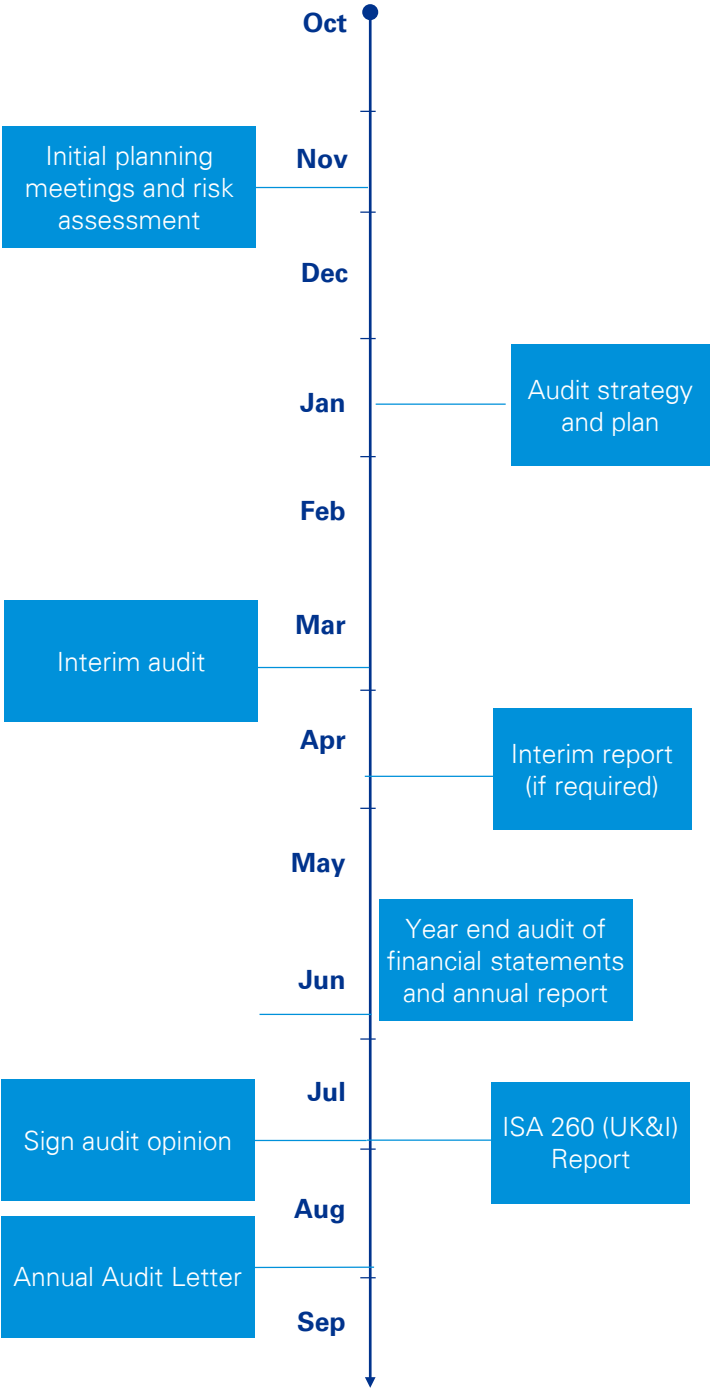 Oct
Initial planning
meetings and risk
assessment
Nov
Dec
Jan
Audit strategy
and plan
Feb
Mar
Interim audit
Apr
Interim report
(if required)
May
Year end audit of
financial statements
and annual report
Jun
Jul
Sign audit opinion
ISA 260 (UK&I)
Report
Aug
Annual Audit Letter
Sep